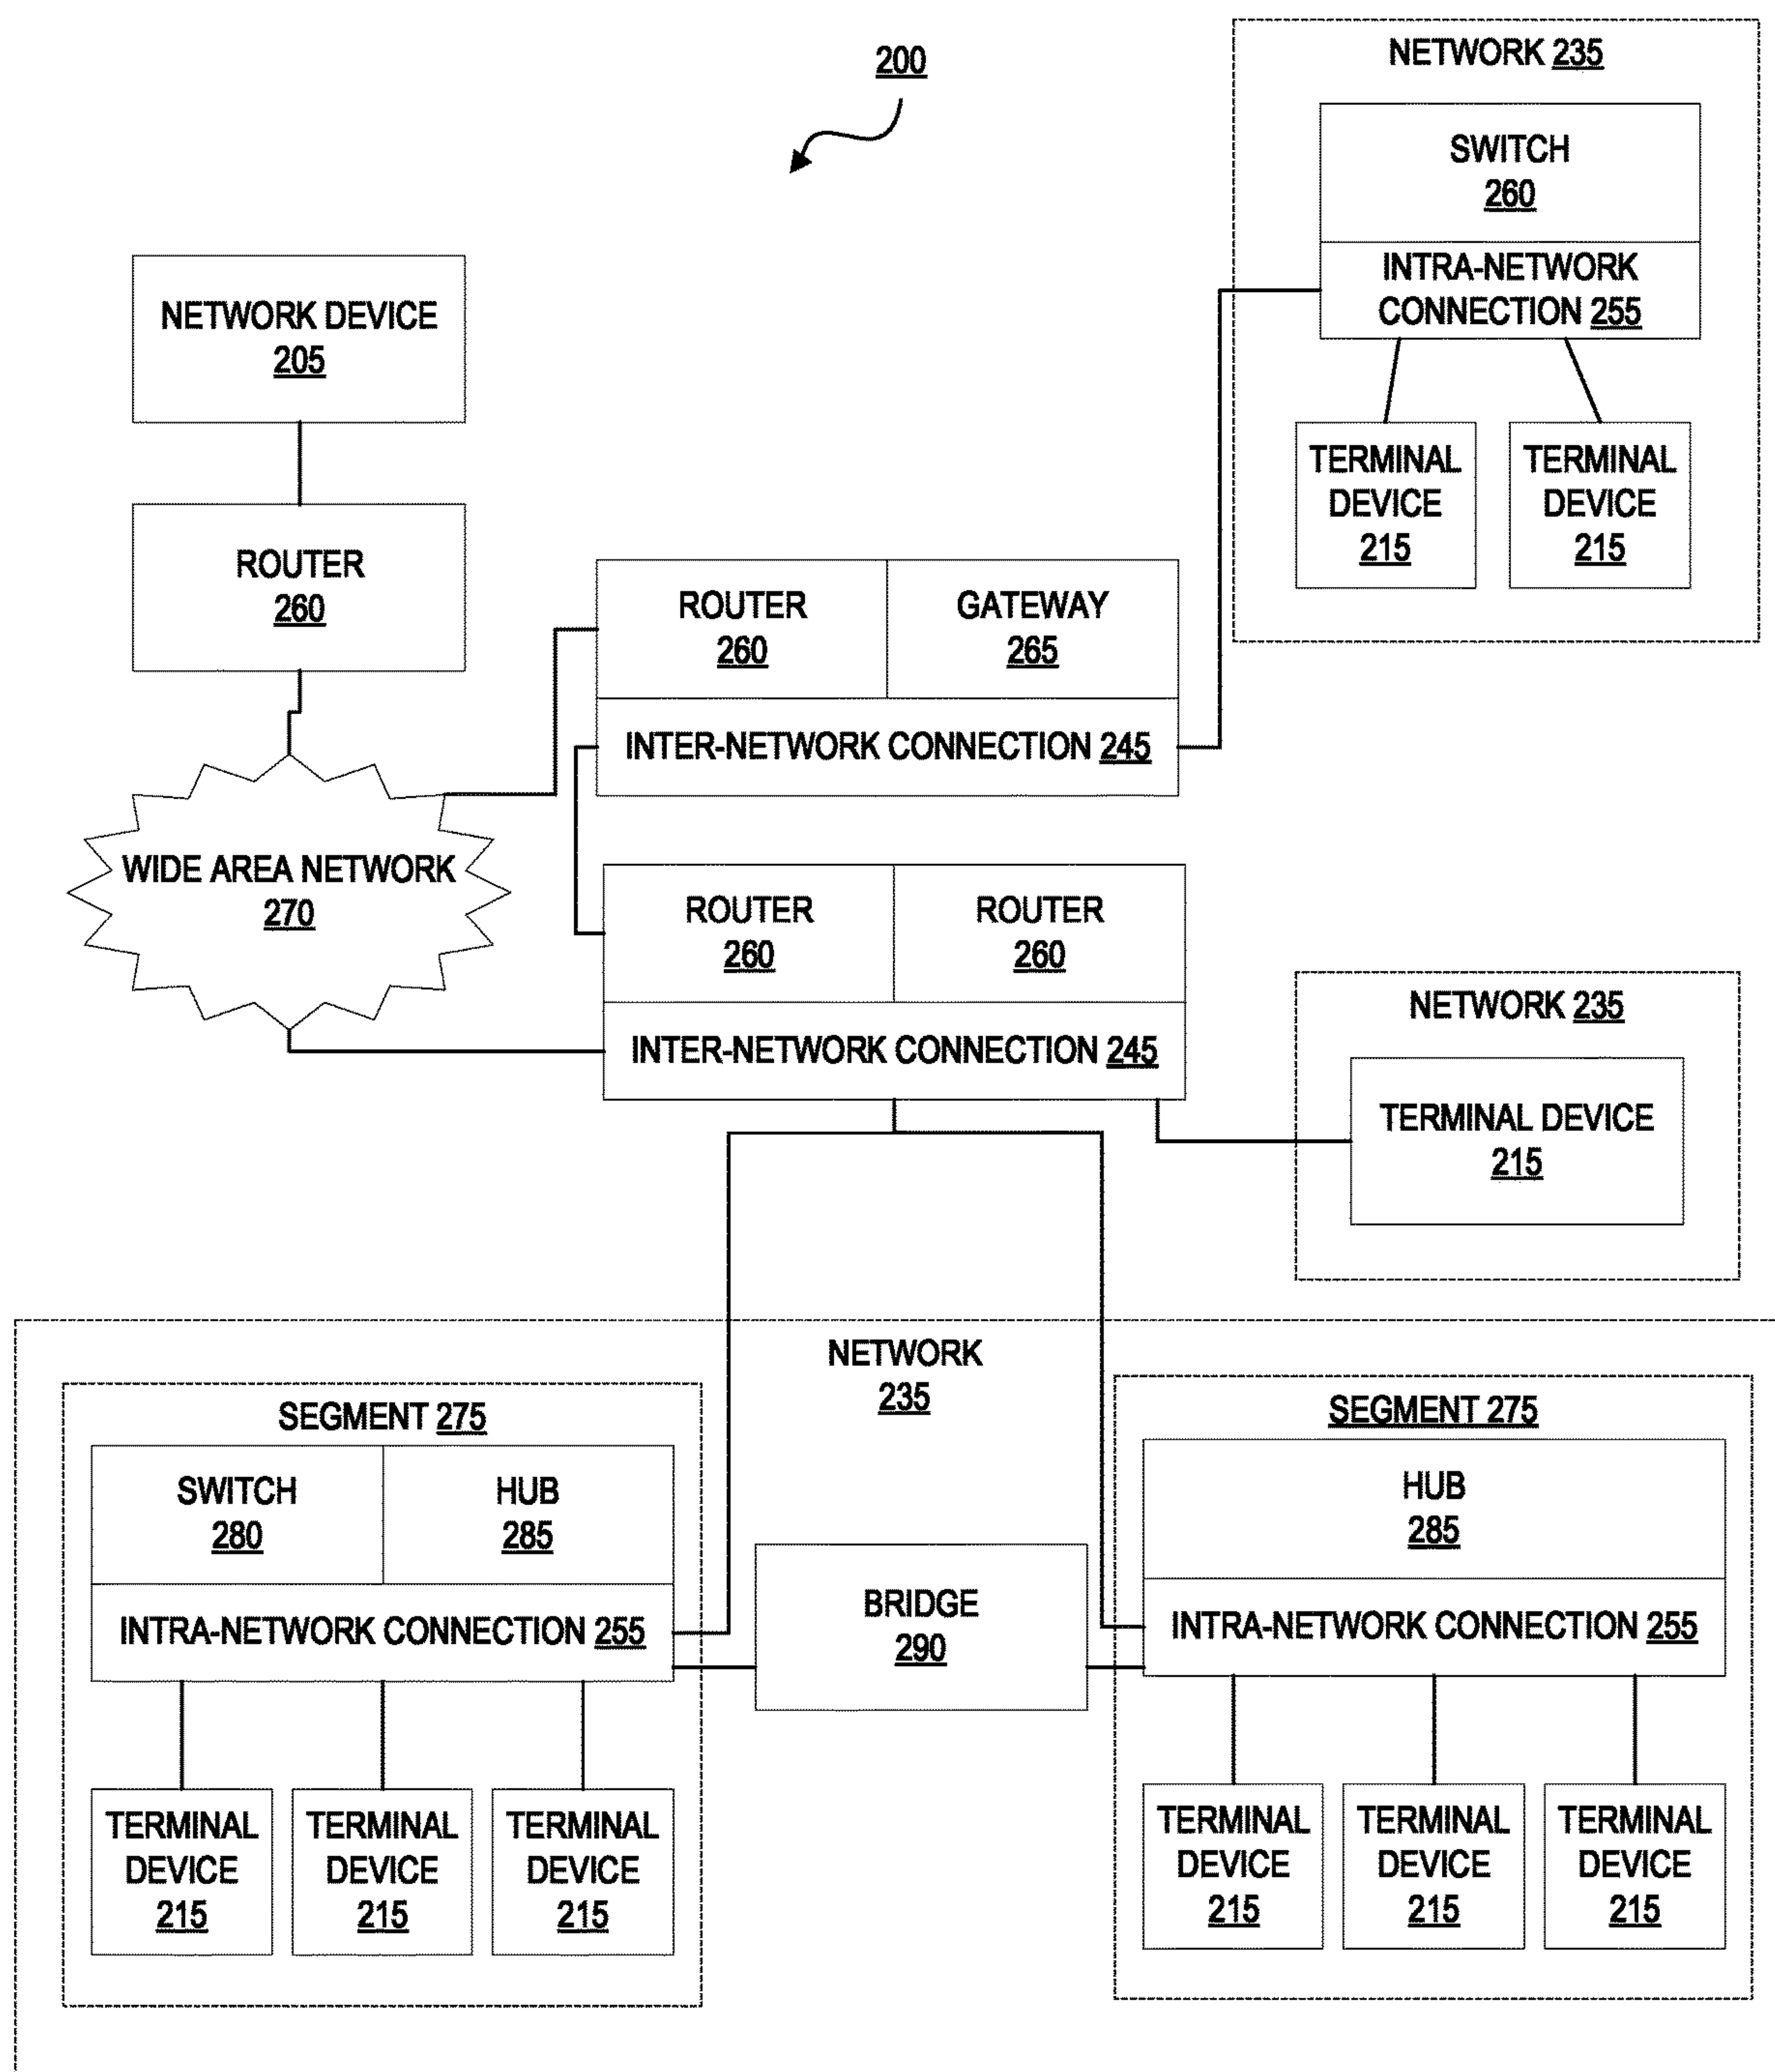 200
NETWORK 235
SWITCH
260
INTRA-NETWORK
CONNECTION 255
TERMINAL
DEVICE
215
TERMINAL
DEVICE
215
NETWORK DEVICE
205
ROUTER
260
ROUTER
260
GATEWAY
265
INTER-NETWORK CONNECTION 245
WIDE AREA NETWORK
270
ROUTER
260
ROUTER
260
INTER-NETWORK CONNECTION 245
NETWORK 235
TERMINAL DEVICE
215
NETWORK
235
SEGMENT 275
SWITCH
280
HUB
285
INTRA-NETWORK CONNECTION 255
TERMINAL
DEVICE
215
TERMINAL
DEVICE
215
TERMINAL
DEVICE
215
BRIDGE
290
SEGMENT 275
HUB
285
INTRA-NETWORK CONNECTION 255
TERMINAL
DEVICE
215
TERMINAL
DEVICE
215
TERMINAL
DEVICE
215